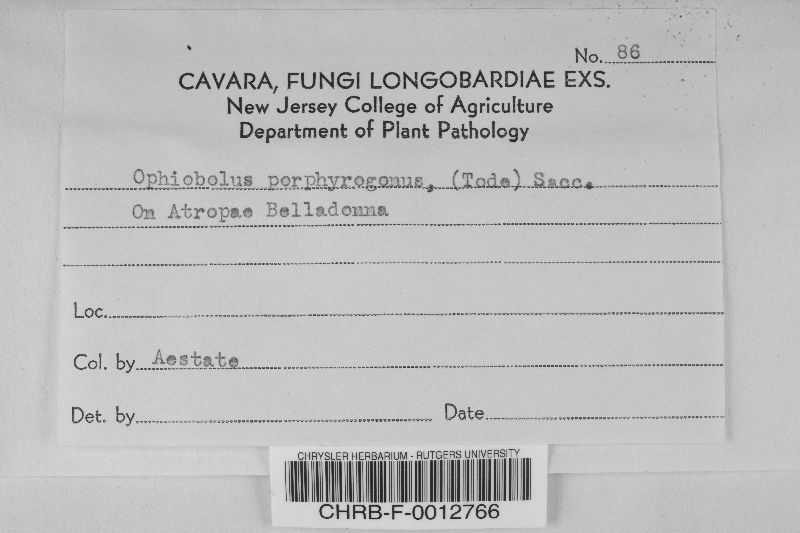 No. 86
CAVARA, FUNGI LONGOBARDIAE EXS.
New Jersey College of Agriculture
Department of Plant Pathology
Ophiobolus porphyrogonus, (Tode) Sacc.
On Atropae Belladonna
Loc.
Col. by Aestate
Det. by Date
CHRYSLER HERBARIUM - RUTGERS UNIVERSITY
CHRB-F-0012766